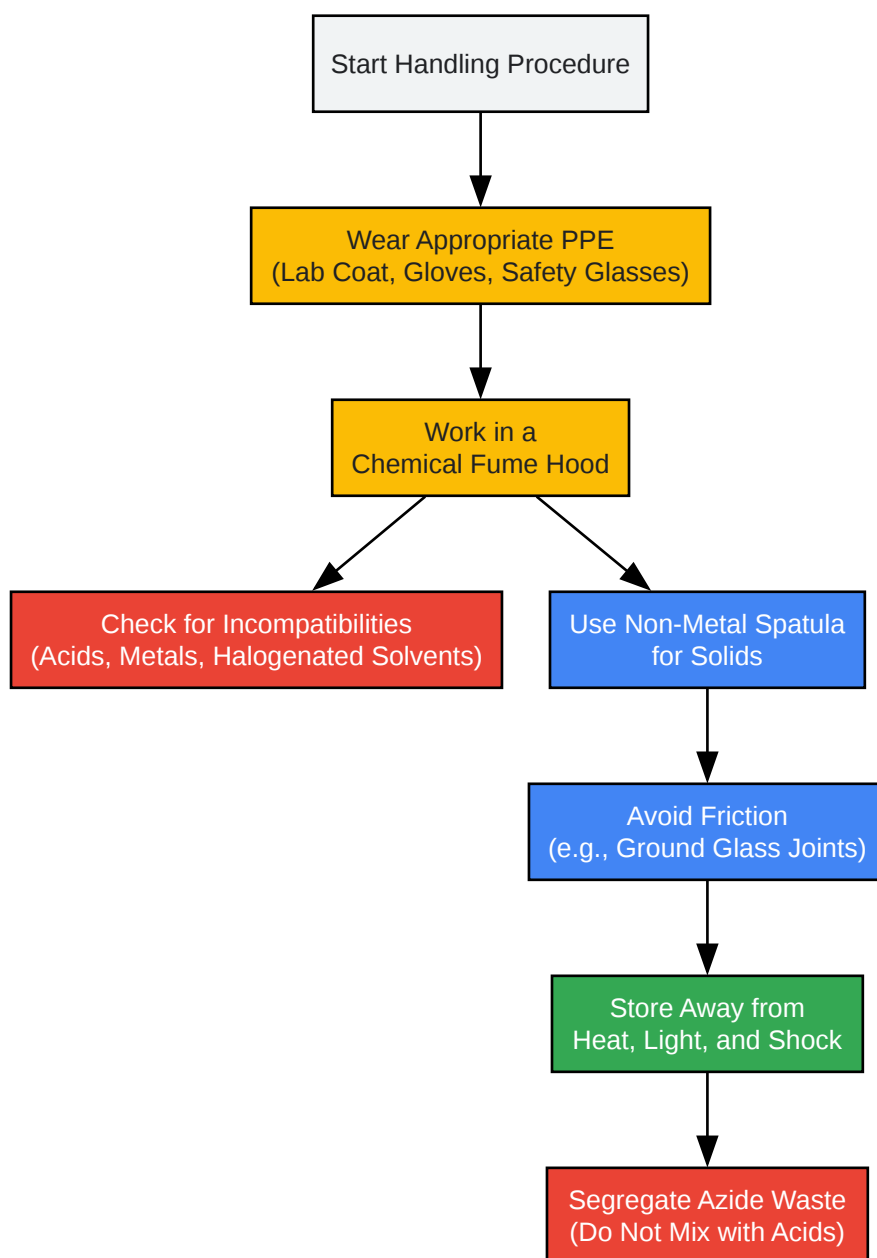 Start Handling Procedure
Wear Appropriate PPE
(Lab Coat, Gloves, Safety Glasses)
Work in a
Chemical Fume Hood
Check for Incompatibilities
(Acids, Metals, Halogenated Solvents)
Use Non-Metal Spatula
for Solids
Avoid Friction
(e.g., Ground Glass Joints)
Store Away from
Heat, Light, and Shock
Segregate Azide Waste
(Do Not Mix with Acids)